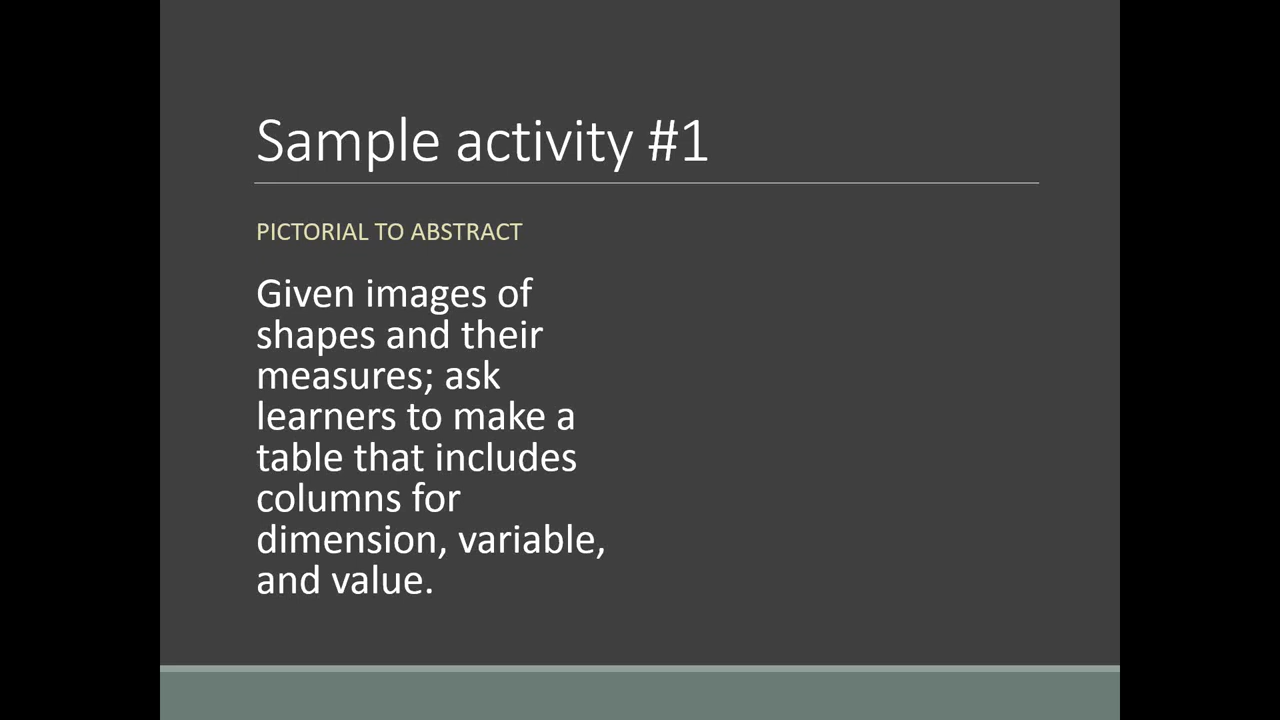 Sample activity #1
PICTORIAL TO ABSTRACT
Given images of
shapes and their
measures; ask
learners to make a
table that includes
columns for
dimension, variable,
and value.